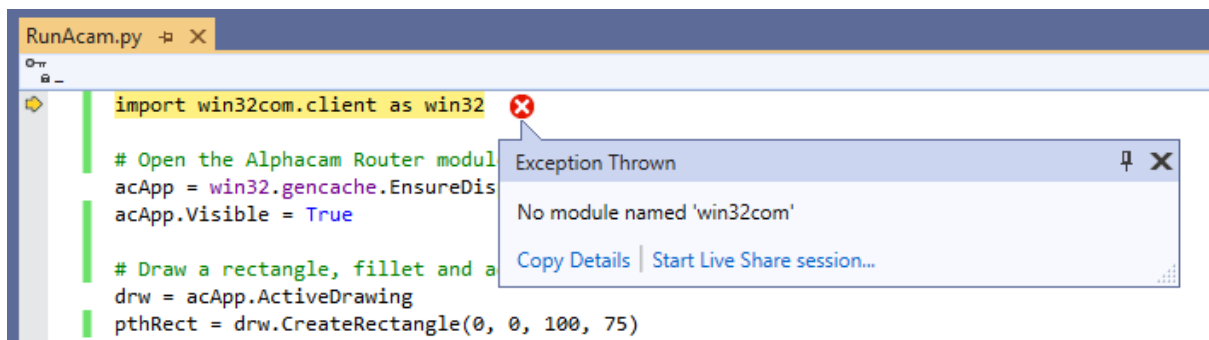 RunAcam.py
import win32com.client as win32
# Open the Alphacam Router modul
acApp = win32.gencache.EnsureDis
acApp.Visible = True
# Draw a rectangle, fillet and a
drw = acApp.ActiveDrawing
pthRect = drw.CreateRectangle(0, 0, 100, 75)
Exception Thrown
No module named 'win32com'
Copy Details | Start Live Share session...